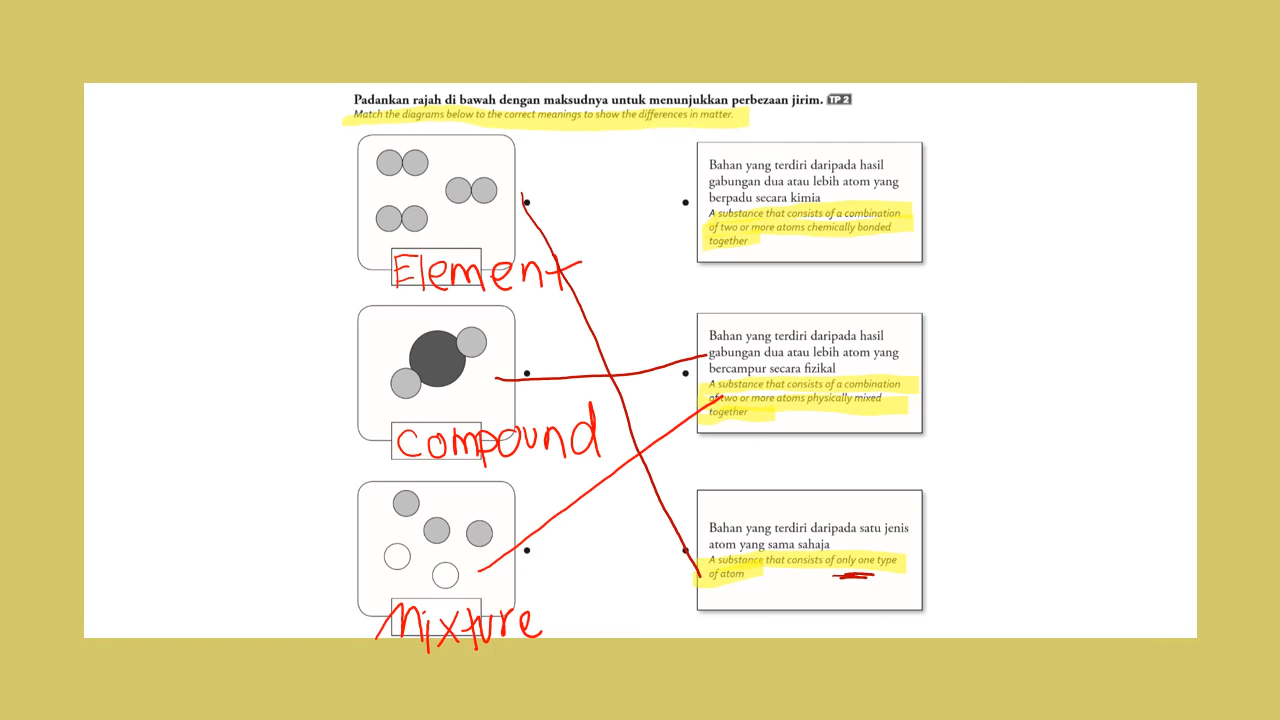 Padankan rajah di bawah dengan maksudnya untuk menunjukkan perbezaan jirim. TP 2
Match the diagrams below to the correct meanings to show the differences in matter.
Element
compound
Mixture
Bahan yang terdiri daripada hasil
gabungan dua atau lebih atom yang
berpadu secara kimia
A substance that consists of a combination
of two or more atoms chemically bonded
together
Bahan yang terdiri daripada hasil
gabungan dua atau lebih atom yang
bercampur secara fizikal
A substance that consists of a combination
of two or more atoms physically mixed
together
Bahan yang terdiri daripada satu jenis
atom yang sama sahaja
A substance that consists of only one type
of atom